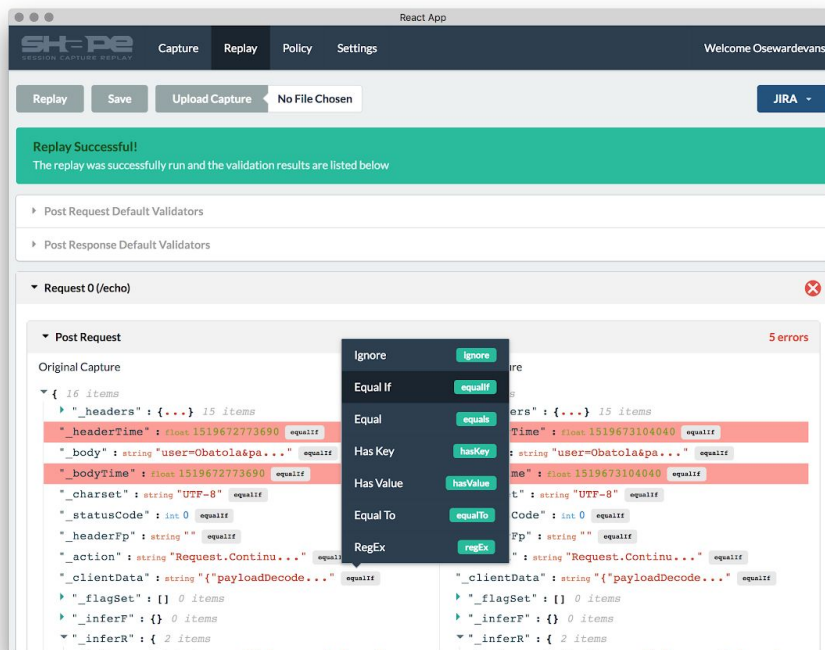 React App
SHAPE
SESSION CAPTURE REPLAY
Capture Replay Policy Settings Welcome Osewardevans
Replay Save Upload Capture No File Chosen JIRA
Replay Successful!
The replay was successfully run and the validation results are listed below
Post Request Default Validators
Post Response Default Validators
Request 0 (/echo)
Post Request 5 errors
Original Capture
{ 16 items
"_headers" : {...} 15 items
"_headerTime" : float 1519672773690 equalIf
"_body" : string "user=Obatola&pa..." equalIf
"_bodyTime" : float 1519672773690 equalIf
"_charset" : string "UTF-8" equalIf
"_statusCode" : int 0 equalIf
"_headerFp" : string "" equalIf
"_action" : string "Request.Continu..." equalI
"_clientData" : string "{"payloadDecode..." equalIf
"_flagSet" : [] 0 items
"_inferF" : {} 0 items
"_inferR" : { 2 items
Ignore ignore
Equal If equalIf
Equal equals
Has Key hasKey
Has Value hasValue
Equal To equalTo
RegEx regEx
re
s
ers" : {...} 15 items
Time" : float 1519673104040 equalIf
: string "user=Obatola&pa..." equalIf
me" : float 1519673104040 equalIf
t" : string "UTF-8" equalIf
Code" : int 0 equalIf
Fp" : string "" equalIf
" : string "Request.Continu..." equalIf
"_clientData" : string "{"payloadDecode..." equalIf
"_flagSet" : [] 0 items
"_inferF" : {} 0 items
"_inferR" : { 2 items